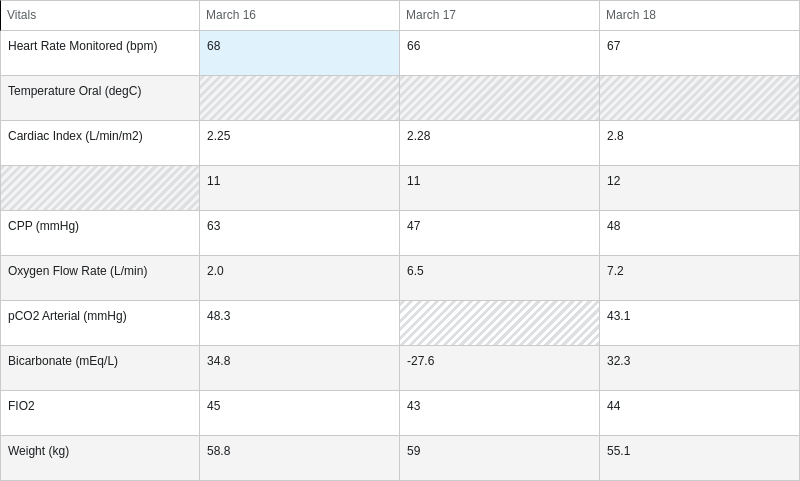 Vitals March 16 March 17 March 18
Heart Rate Monitored (bpm) 68 66 67
Temperature Oral (degC)
Cardiac Index (L/min/m2) 2.25 2.28 2.8
11 11 12
CPP (mmHg) 63 47 48
Oxygen Flow Rate (L/min) 2.0 6.5 7.2
pCO2 Arterial (mmHg) 48.3 43.1
Bicarbonate (mEq/L) 34.8 -27.6 32.3
FIO2 45 43 44
Weight (kg) 58.8 59 55.1